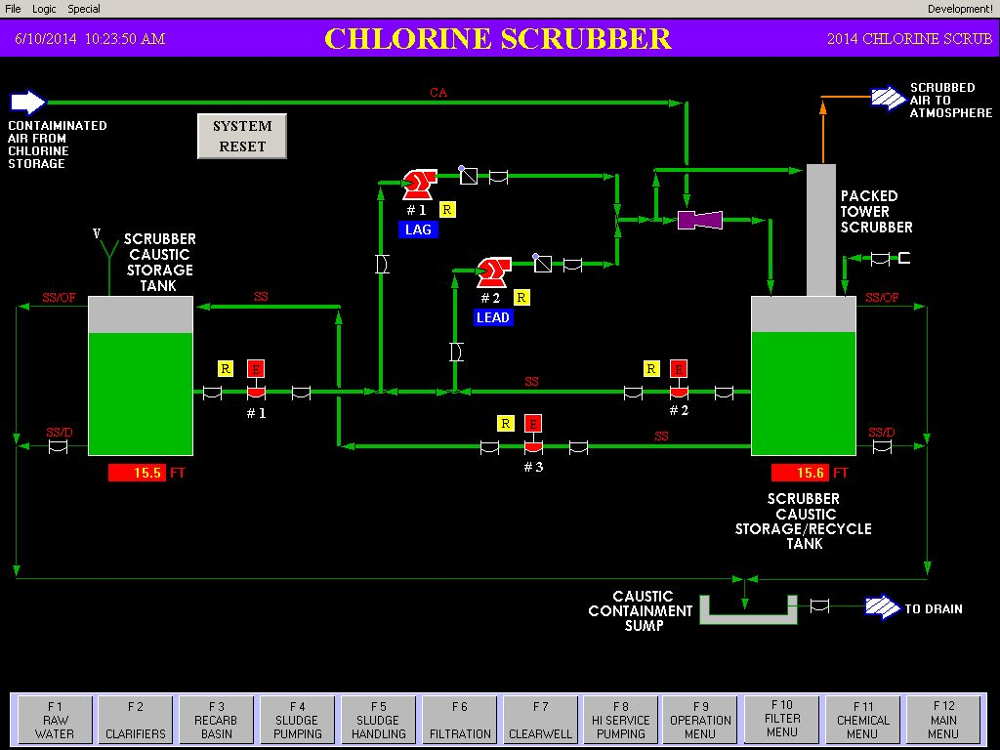 File Logic Special Development!
6/10/2014 10:23:50 AM CHLORINE SCRUBBER 2014 CHLORINE SCRUB
CONTAIMINATED
AIR FROM
CHLORINE
STORAGE
CA
SYSTEM
RESET
SCRUBBED
AIR TO
ATMOSPHERE
#1 R
LAG
PACKED
TOWER
SCRUBBER
V
SCRUBBER
CAUSTIC
STORAGE
TANK
#2 R
LEAD
SS/OF
SS
SS/OF
R E
#1
SS
R E
#2
SS/D
R E
#3
SS
SS/D
15.5 FT
15.6 FT
SCRUBBER
CAUSTIC
STORAGE/RECYCLE
TANK
CAUSTIC
CONTAINMENT
SUMP
TO DRAIN
F 1
RAW
WATER
F 2
CLARIFIERS
F 3
RECARB
BASIN
F 4
SLUDGE
PUMPING
F 5
SLUDGE
HANDLING
F 6
FILTRATION
F 7
CLEARWELL
F 8
HI SERVICE
PUMPING
F 9
OPERATION
MENU
F 10
FILTER
MENU
F 11
CHEMICAL
MENU
F 12
MAIN
MENU